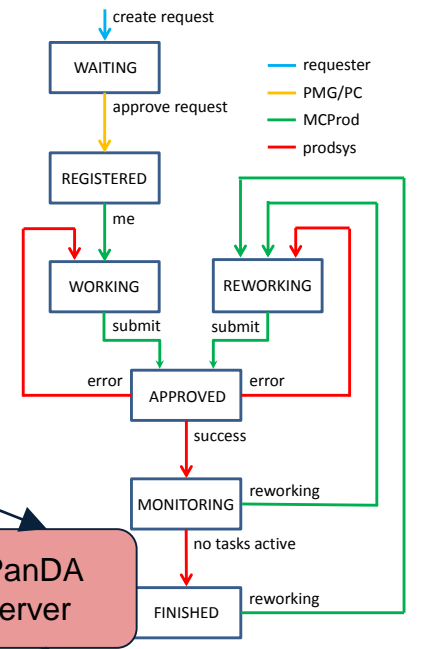 create request
WAITING
requester
PMG/PC
MCProd
prodsys
approve request
REGISTERED
me
WORKING
REWORKING
submit
submit
error
error
APPROVED
success
MONITORING
reworking
no tasks active
FINISHED
reworking